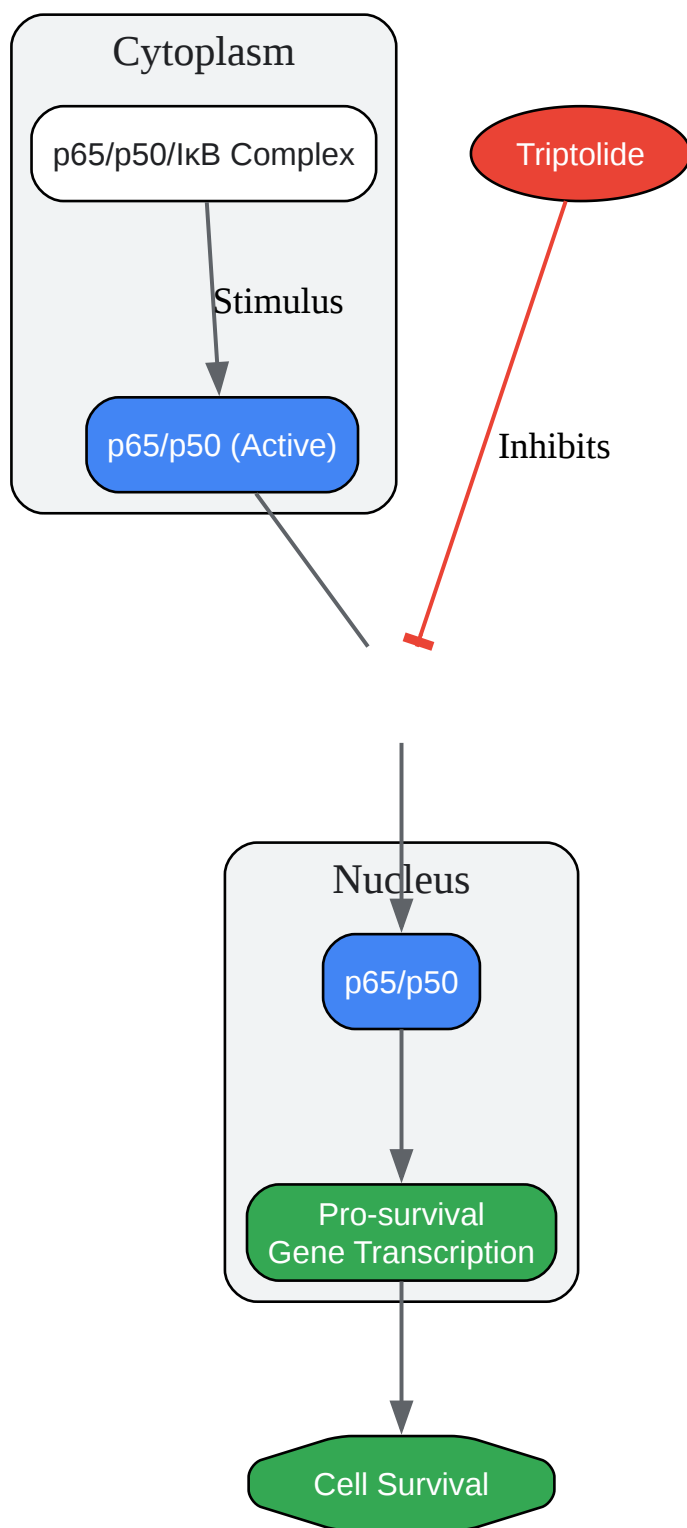 Cytoplasm
p65/p50/IκB Complex
Triptolide
Stimulus
p65/p50 (Active)
Inhibits
Nucleus
p65/p50
Pro-survival
Gene Transcription
Cell Survival